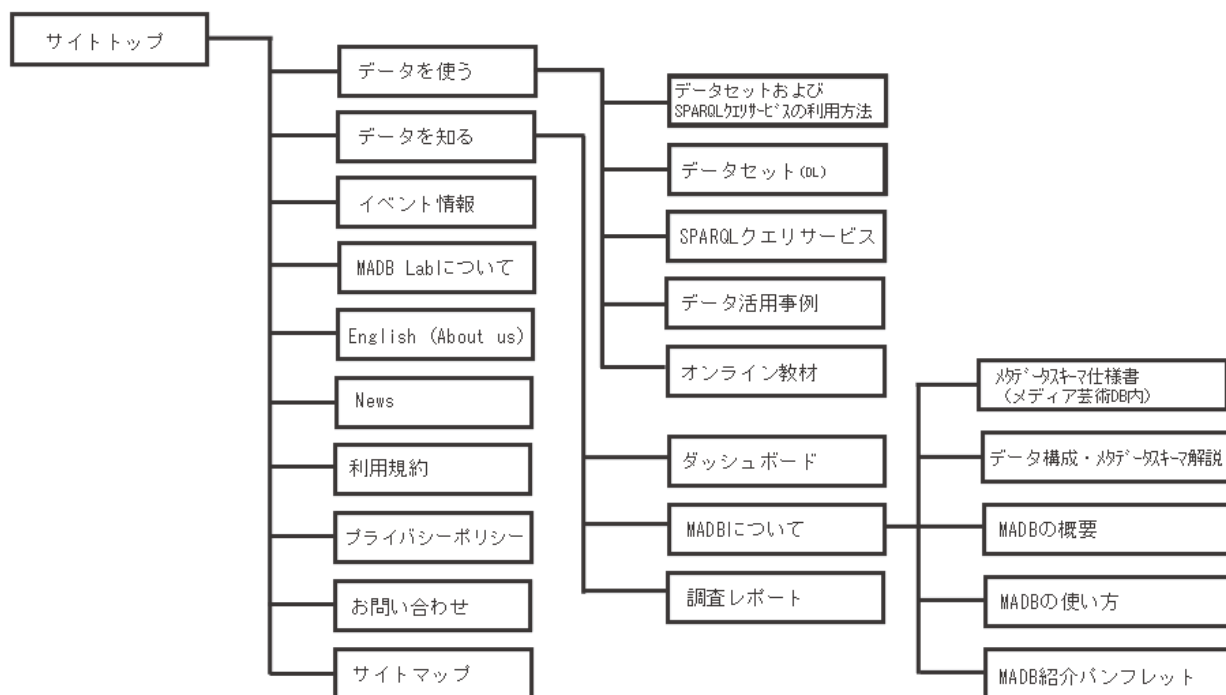 サイトトップ
データを使う
データを知る
イベント情報
MADB Labについて
English (About us)
News
利用規約
プライバシーポリシー
お問い合わせ
サイトマップ
データセットおよび
SPARQLｸｴﾘｻｰﾋﾞｽの利用方法
データセット(DL)
SPARQLクエリサービス
データ活用事例
オンライン教材
ダッシュボード
MADBについて
調査レポート
ﾒﾀﾃﾞｰﾀｽｷｰﾏ仕様書
(メディア芸術DB内)
データ構成・ﾒﾀﾃﾞｰﾀｽｷｰﾏ解説
MADBの概要
MADBの使い方
MADB紹介パンフレット